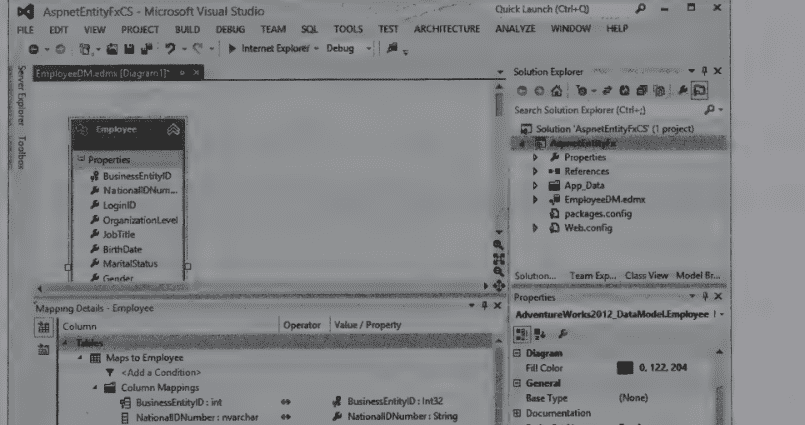 AspnetEntityFxCS - Microsoft Visual Studio
Quick Launch (Ctrl+Q)
FILE EDIT VIEW PROJECT BUILD DEBUG TEAM SQL TOOLS TEST ARCHITECTURE ANALYZE WINDOW HELP
Internet Explorer Debug
Server Explorer
Toolbox
EmployeeDM.edmx [Diagram1]*
Employee
Properties
BusinessEntityID
NationalIDNum...
LoginID
OrganizationLevel
JobTitle
BirthDate
MaritalStatus
Gender
Solution Explorer
Search Solution Explorer (Ctrl+;)
Solution 'AspnetEntityFxCS' (1 project)
AspnetEntityFx
Properties
References
App_Data
EmployeeDM.edmx
packages.config
Web.config
Solution... Team Exp... Class View Model Br...
Mapping Details - Employee
Column Operator Value / Property
Tables
Maps to Employee
<Add a Condition>
Column Mappings
BusinessEntityID : int BusinessEntityID : Int32
NationalIDNumber : nvarchar NationalIDNumber : String
Properties
AdventureWorks2012_DataModel.Employee
Diagram
Fill Color 0, 122, 204
General
Base Type (None)
Documentation